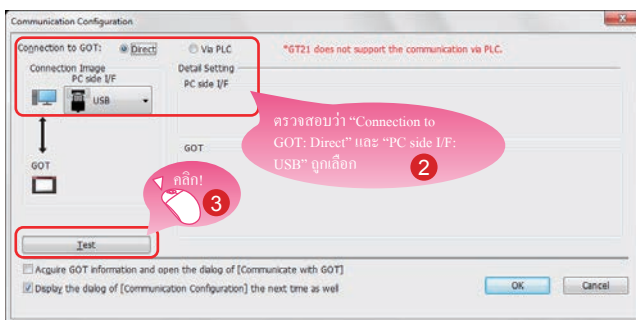 Communication Configuration
Connection to GOT: Direct Via PLC *GT21 does not support the communication via PLC.
Connection Image Detail Setting
PC side I/F PC side I/F
USB
ตรวจสอบว่า “Connection to
GOT: Direct” และ “PC side I/F:
USB” ถูกเลือก 2
GOT
GOT
คลิก!
3
Test
Acquire GOT information and open the dialog of [Communicate with GOT]
Display the dialog of [Communication Configuration] the next time as well
OK Cancel